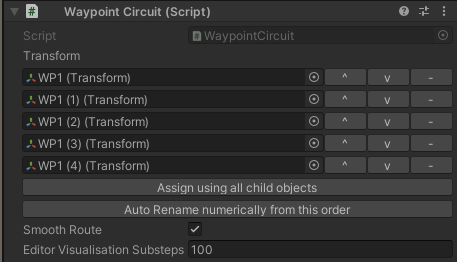 Waypoint Circuit (Script)
Script WaypointCircuit
Transform
WP1 (Transform) ^ v -
WP1 (1) (Transform) ^ v -
WP1 (2) (Transform) ^ v -
WP1 (3) (Transform) ^ v -
WP1 (4) (Transform) ^ v -
Assign using all child objects
Auto Rename numerically from this order
Smooth Route
Editor Visualisation Substeps 100